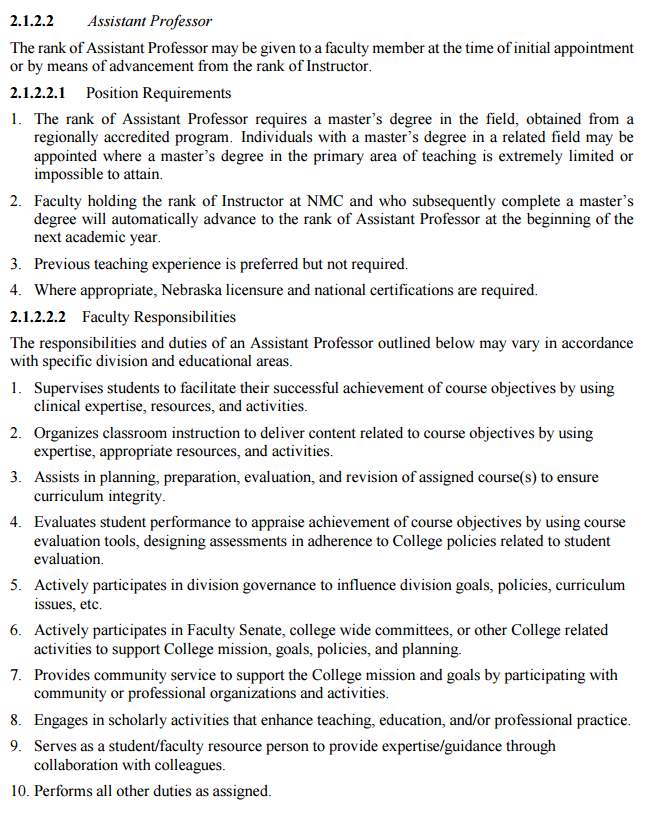 2.1.2.2 Assistant Professor
The rank of Assistant Professor may be given to a faculty member at the time of initial appointment
or by means of advancement from the rank of Instructor.
2.1.2.2.1 Position Requirements
1. The rank of Assistant Professor requires a master’s degree in the field, obtained from a
regionally accredited program. Individuals with a master’s degree in a related field may be
appointed where a master’s degree in the primary area of teaching is extremely limited or
impossible to attain.
2. Faculty holding the rank of Instructor at NMC and who subsequently complete a master’s
degree will automatically advance to the rank of Assistant Professor at the beginning of the
next academic year.
3. Previous teaching experience is preferred but not required.
4. Where appropriate, Nebraska licensure and national certifications are required.
2.1.2.2.2 Faculty Responsibilities
The responsibilities and duties of an Assistant Professor outlined below may vary in accordance
with specific division and educational areas.
1. Supervises students to facilitate their successful achievement of course objectives by using
clinical expertise, resources, and activities.
2. Organizes classroom instruction to deliver content related to course objectives by using
expertise, appropriate resources, and activities.
3. Assists in planning, preparation, evaluation, and revision of assigned course(s) to ensure
curriculum integrity.
4. Evaluates student performance to appraise achievement of course objectives by using course
evaluation tools, designing assessments in adherence to College policies related to student
evaluation.
5. Actively participates in division governance to influence division goals, policies, curriculum
issues, etc.
6. Actively participates in Faculty Senate, college wide committees, or other College related
activities to support College mission, goals, policies, and planning.
7. Provides community service to support the College mission and goals by participating with
community or professional organizations and activities.
8. Engages in scholarly activities that enhance teaching, education, and/or professional practice.
9. Serves as a student/faculty resource person to provide expertise/guidance through
collaboration with colleagues.
10. Performs all other duties as assigned.